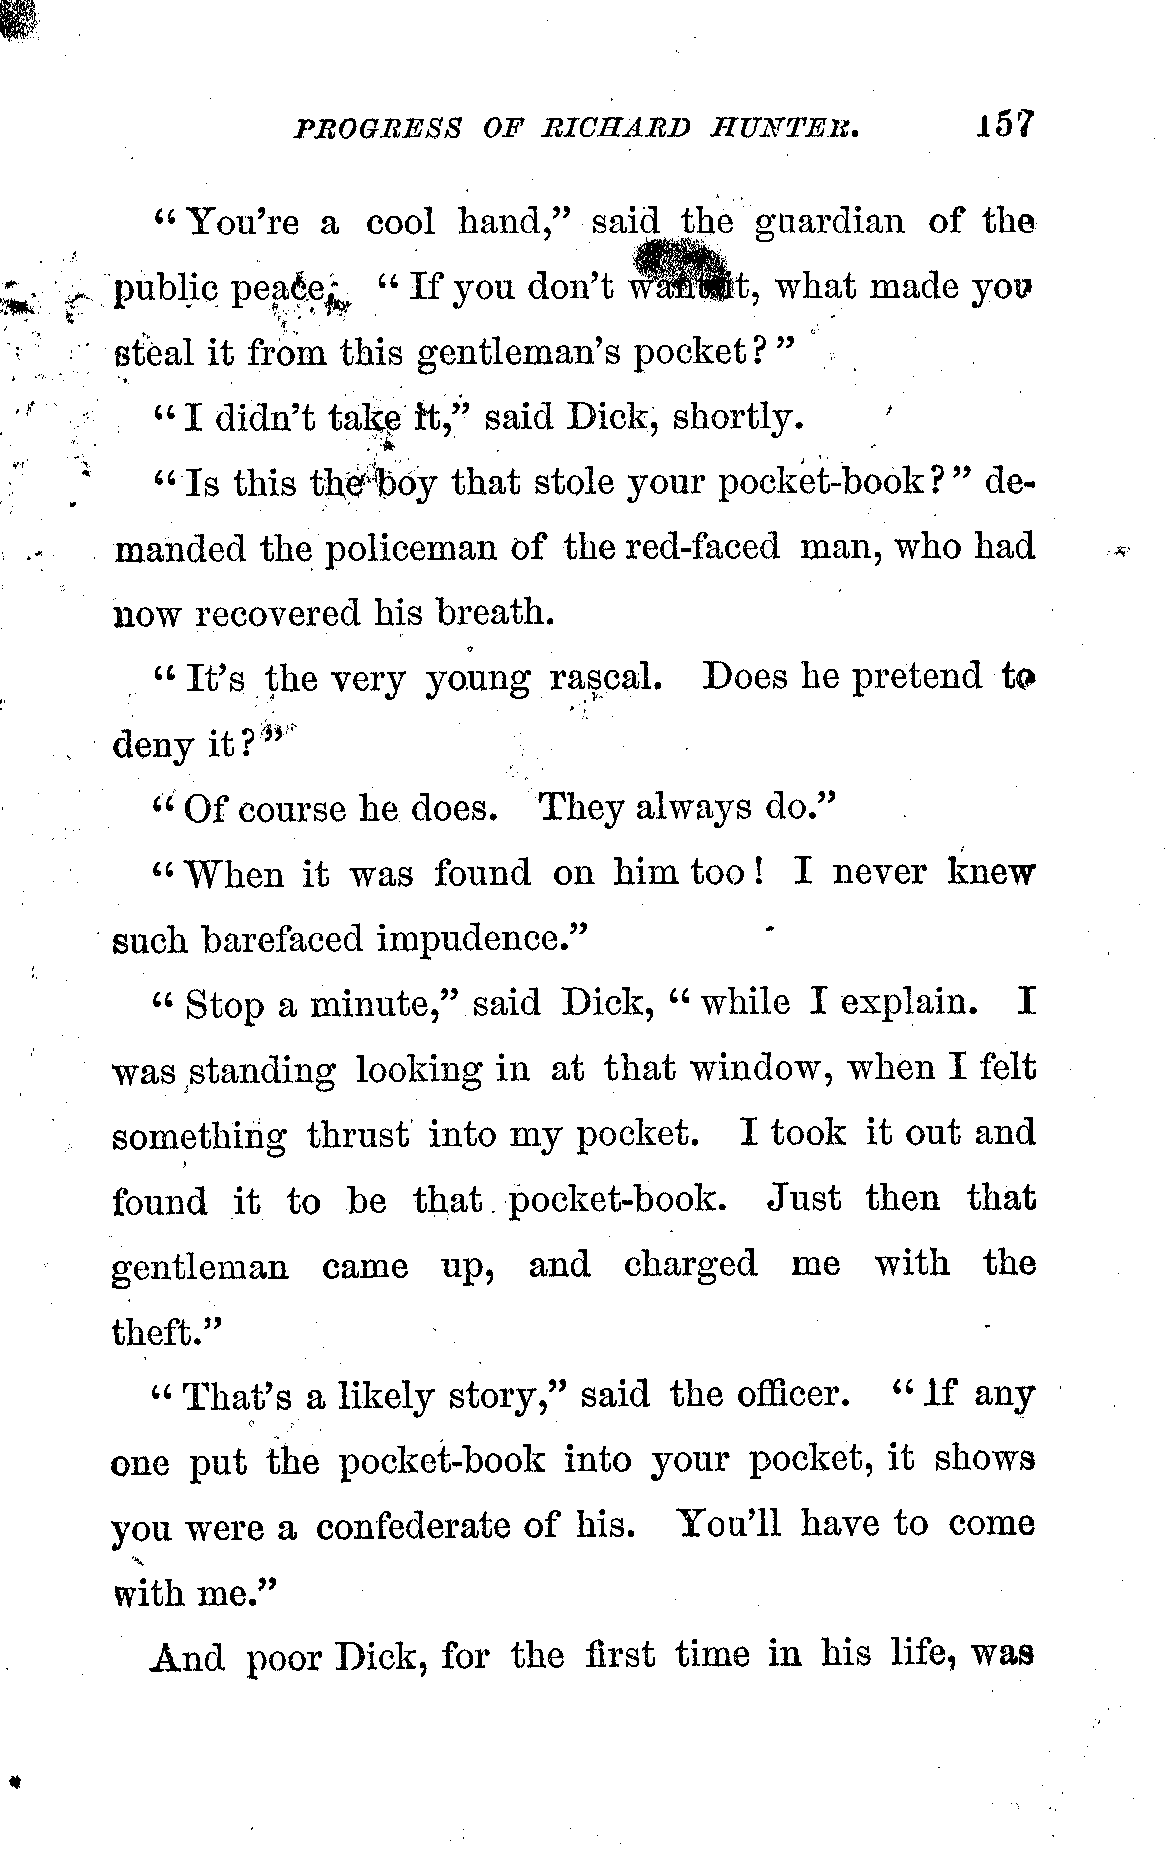 PROGRESS OF RICHARD HUNTER. 157
“You're a cool hand,” said the guardian of the
public peace. “If you don't want it, what made you
steal it from this gentleman's pocket?”
“I didn't take it,” said Dick, shortly.
“Is this the boy that stole your pocket-book?” de-
manded the policeman of the red-faced man, who had
now recovered his breath.
“It's the very young rascal. Does he pretend to
deny it?”
“Of course he does. They always do.”
“When it was found on him too! I never knew
such barefaced impudence.”
“Stop a minute,” said Dick, “while I explain. I
was standing looking in at that window, when I felt
something thrust into my pocket. I took it out and
found it to be that pocket-book. Just then that
gentleman came up, and charged me with the
theft.”
“That's a likely story,” said the officer. “If any
one put the pocket-book into your pocket, it shows
you were a confederate of his. You'll have to come
with me.”
And poor Dick, for the first time in his life, was